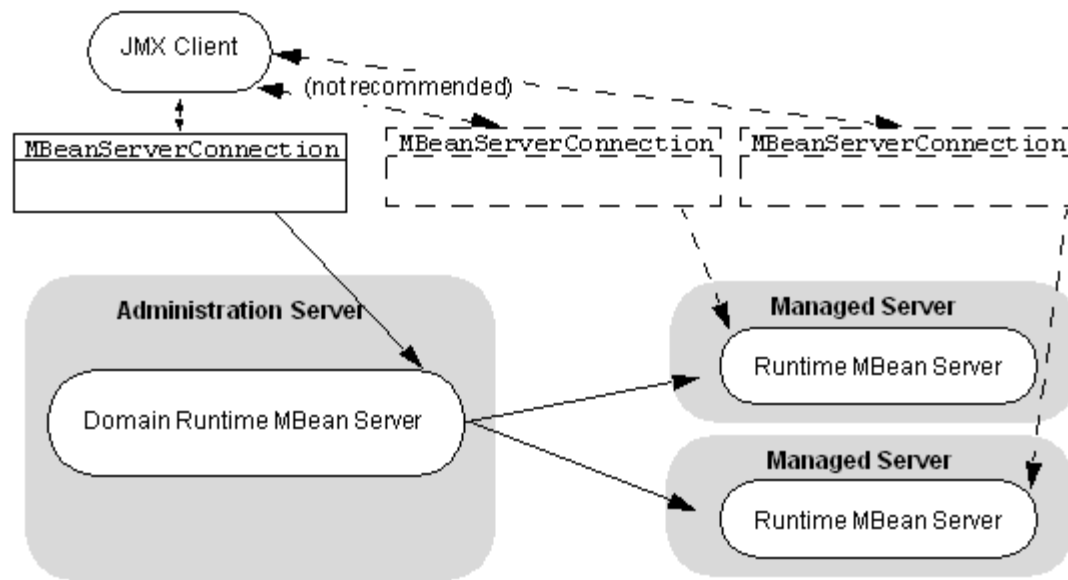 JMX Client
(not recommended)
MBeanServerConnection
MBeanServerConnection
MBeanServerConnection
Administration Server
Domain Runtime MBean Server
Managed Server
Runtime MBean Server
Managed Server
Runtime MBean Server